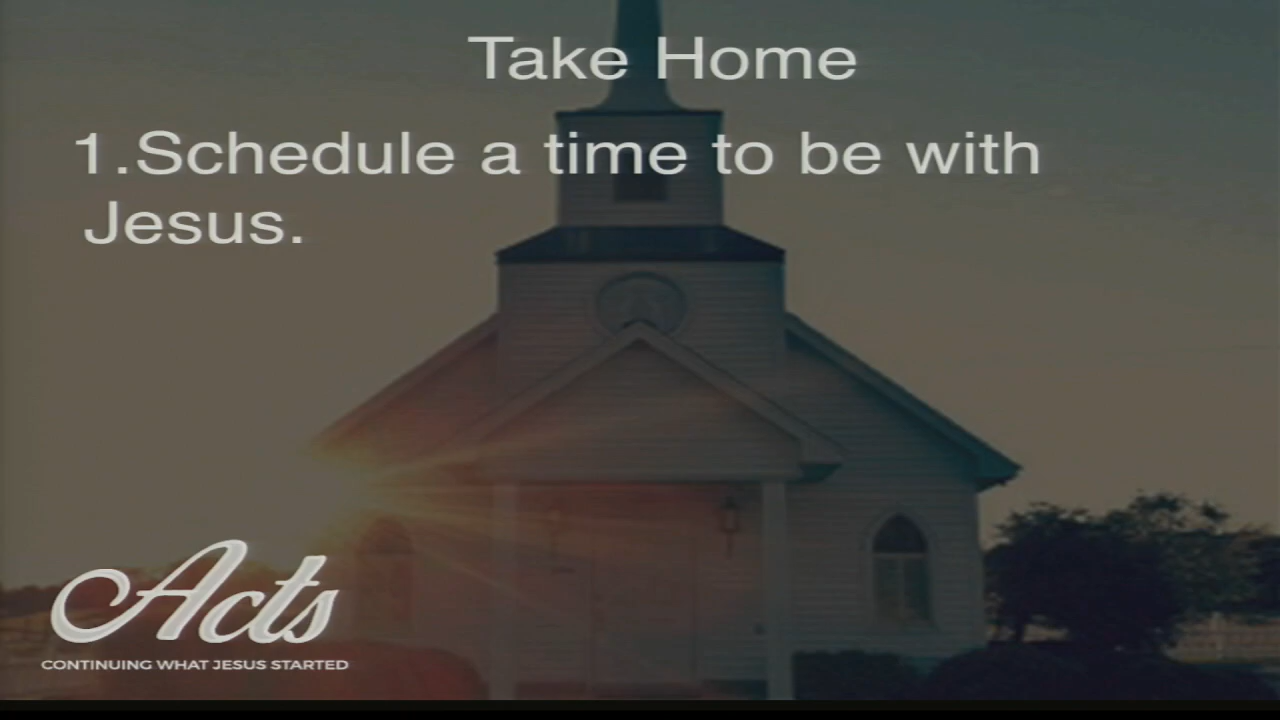 Take Home
1.Schedule a time to be with
Jesus.
Acts
CONTINUING WHAT JESUS STARTED